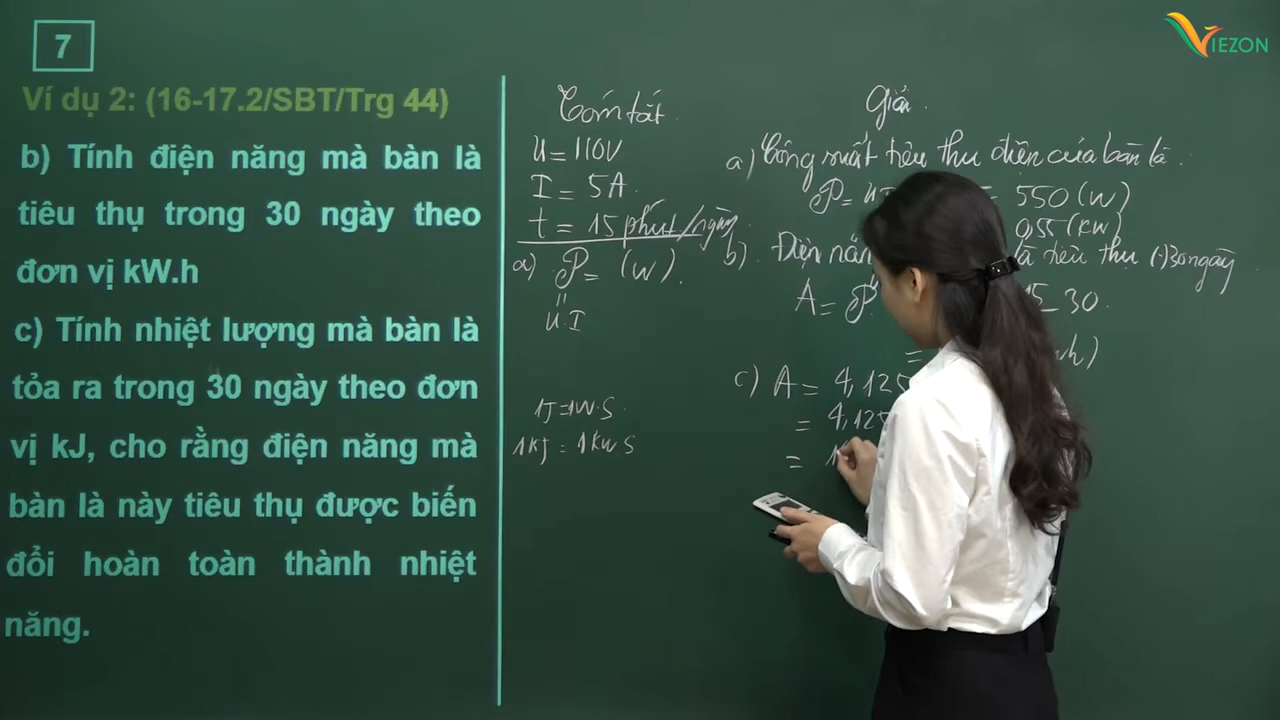 7
VIEZON
Ví dụ 2: (16-17.2/SBT/Trg 44)
b) Tính điện năng mà bàn là
tiêu thụ trong 30 ngày theo
đơn vị kW.h
c) Tính nhiệt lượng mà bàn là
tỏa ra trong 30 ngày theo đơn
vị kJ, cho rằng điện năng mà
bàn là này tiêu thụ được biến
đổi hoàn toàn thành nhiệt
năng.
Tóm tắt
U = 110V
I = 5A
t = 15 phút/ngày
a) P = (W).
"
U.I
1J = 1W.S
1KJ = 1KW.S
Giải.
a) Công suất tiêu thụ điện của bàn là.
P = U = 550 (W)
0,55 (KW)
b). Điện là tiêu thụ (-) 30 ngày
A = P 30.
= h)
c) A = 4,125
= 4,125
=